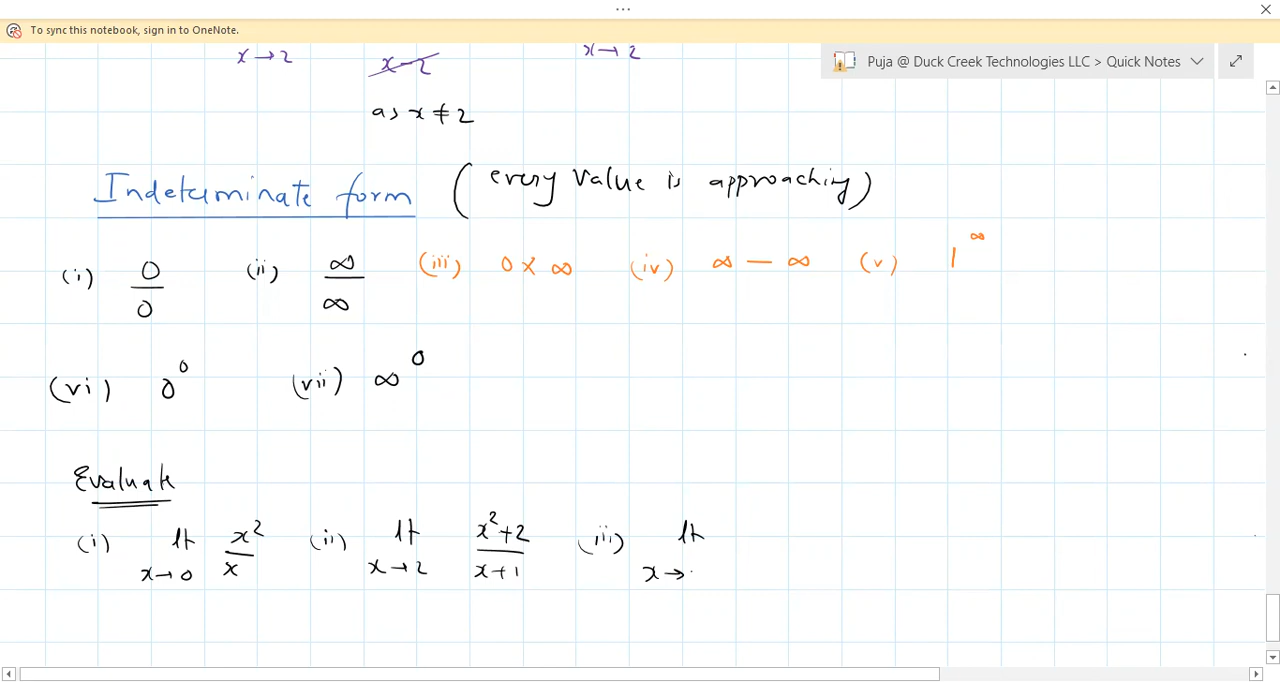 ...
To sync this notebook, sign in to OneNote.
x → 2 x - 2 x → 2
Puja @ Duck Creek Technologies LLC > Quick Notes
as x ≠ 2
Indeterminate form (every value is approaching)
(i) 0/0 (ii) ∞/∞ (iii) 0 × ∞ (iv) ∞ — ∞ (v) 1^∞
(vi) 0^0 (vii) ∞^0
Evaluate
(i) lt x→0 x²/x (ii) lt x→2 x²+2/x+1 (iii) lt x→